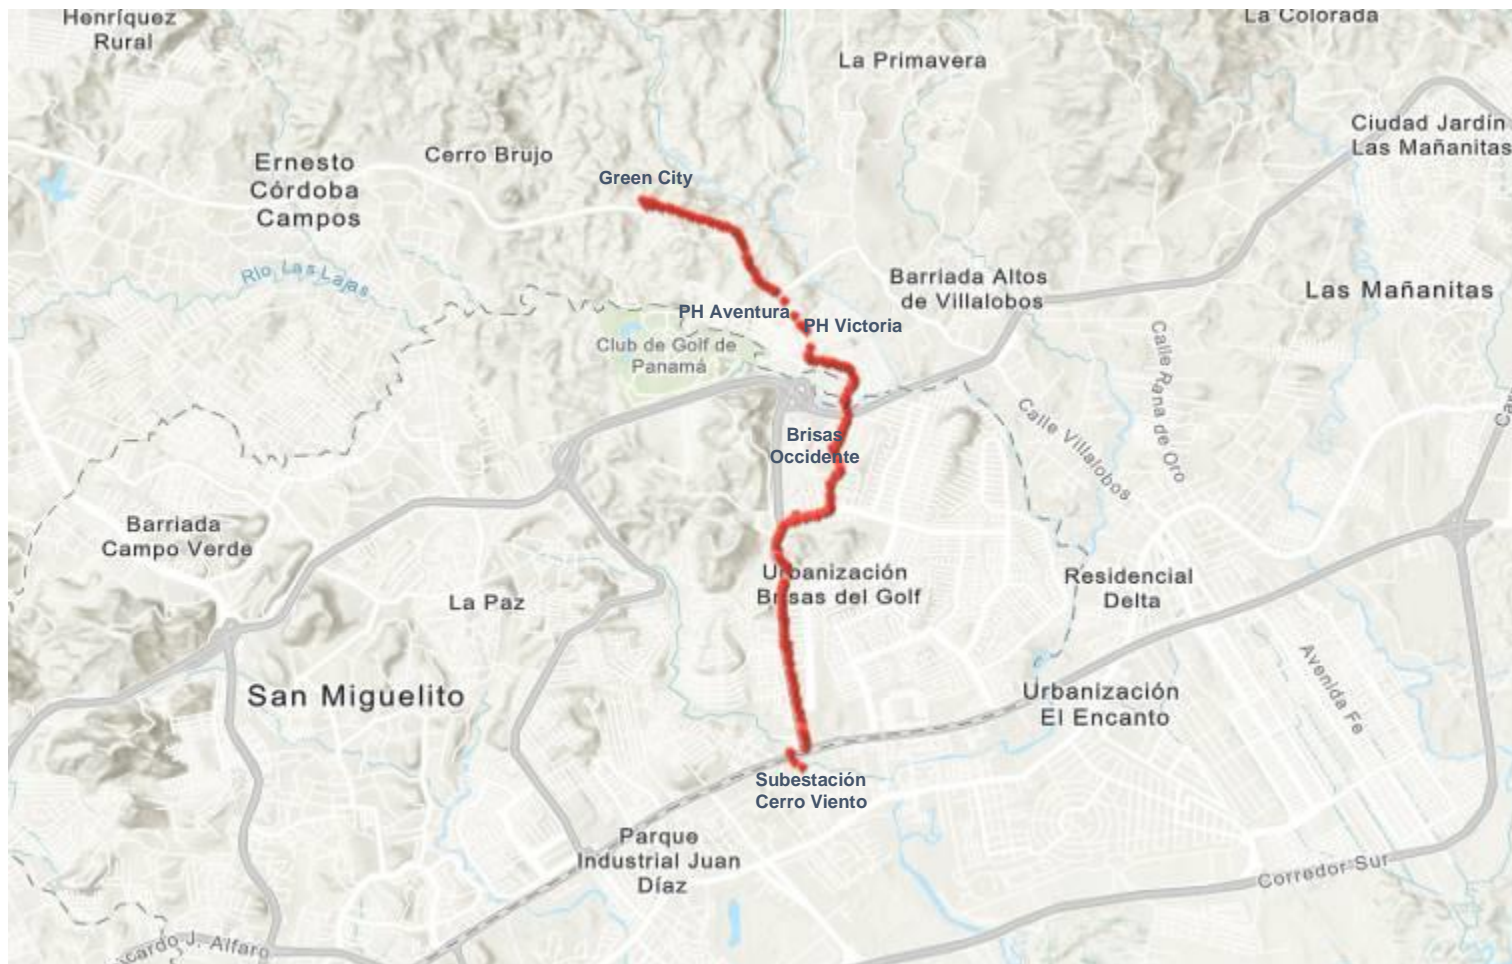 Henríquez
Rural
La Colorada
La Primavera
Ciudad Jardín
Las Mañanitas
Cerro Brujo
Ernesto
Córdoba
Campos
Green City
Río Las Lajas
Barriada Altos
de Villalobos
Las Mañanitas
PH Aventura
PH Victoria
Club de Golf de
Panamá
Calle Rana de Oro
Calle Villalobos
Brisas
Occidente
Barriada
Campo Verde
Urbanización
Brisas del Golf
La Paz
Residencial
Delta
San Miguelito
Urbanización
El Encanto
Avenida Fe
Subestación
Cerro Viento
Parque
Industrial Juan
Díaz
Corredor Sur
cardo J. Alfaro